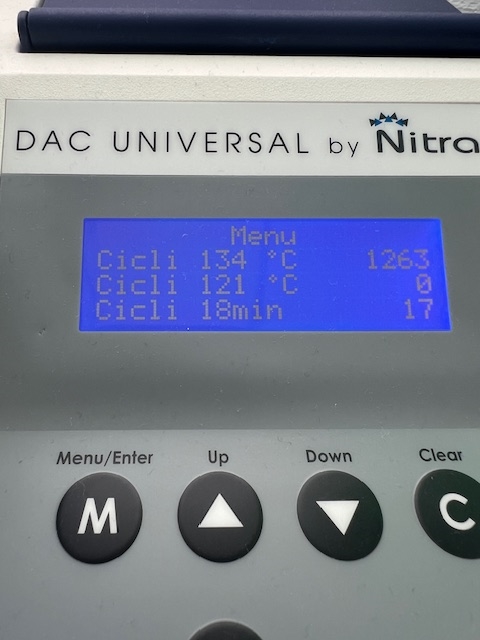 DAC UNIVERSAL by Nitra
Menu
Cicli 134 °C 1263
Cicli 121 °C 0
Cicli 18min 17
Menu/Enter Up Down Clear
M C